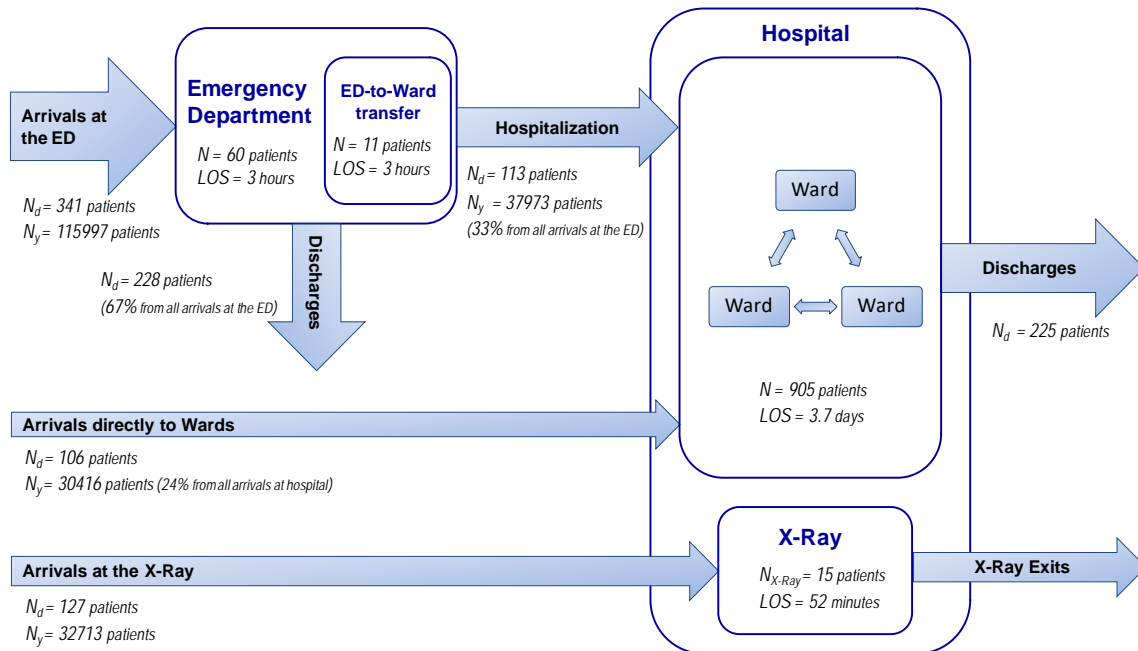 Hospital
Emergency
Department
N = 60 patients
LOS = 3 hours
ED-to-Ward
transfer
N = 11 patients
LOS = 3 hours
Arrivals at
the ED
N_d = 341 patients
N_y = 115997 patients
Hospitalization
N_d = 113 patients
N_y = 37973 patients
(33% from all arrivals at the ED)
Discharges
N_d = 228 patients
(67% from all arrivals at the ED)
Ward
Ward
Ward
N = 905 patients
LOS = 3.7 days
Discharges
N_d = 225 patients
Arrivals directly to Wards
N_d = 106 patients
N_y = 30416 patients (24% from all arrivals at hospital)
X-Ray
N_X-Ray = 15 patients
LOS = 52 minutes
Arrivals at the X-Ray
N_d = 127 patients
N_y = 32713 patients
X-Ray Exits